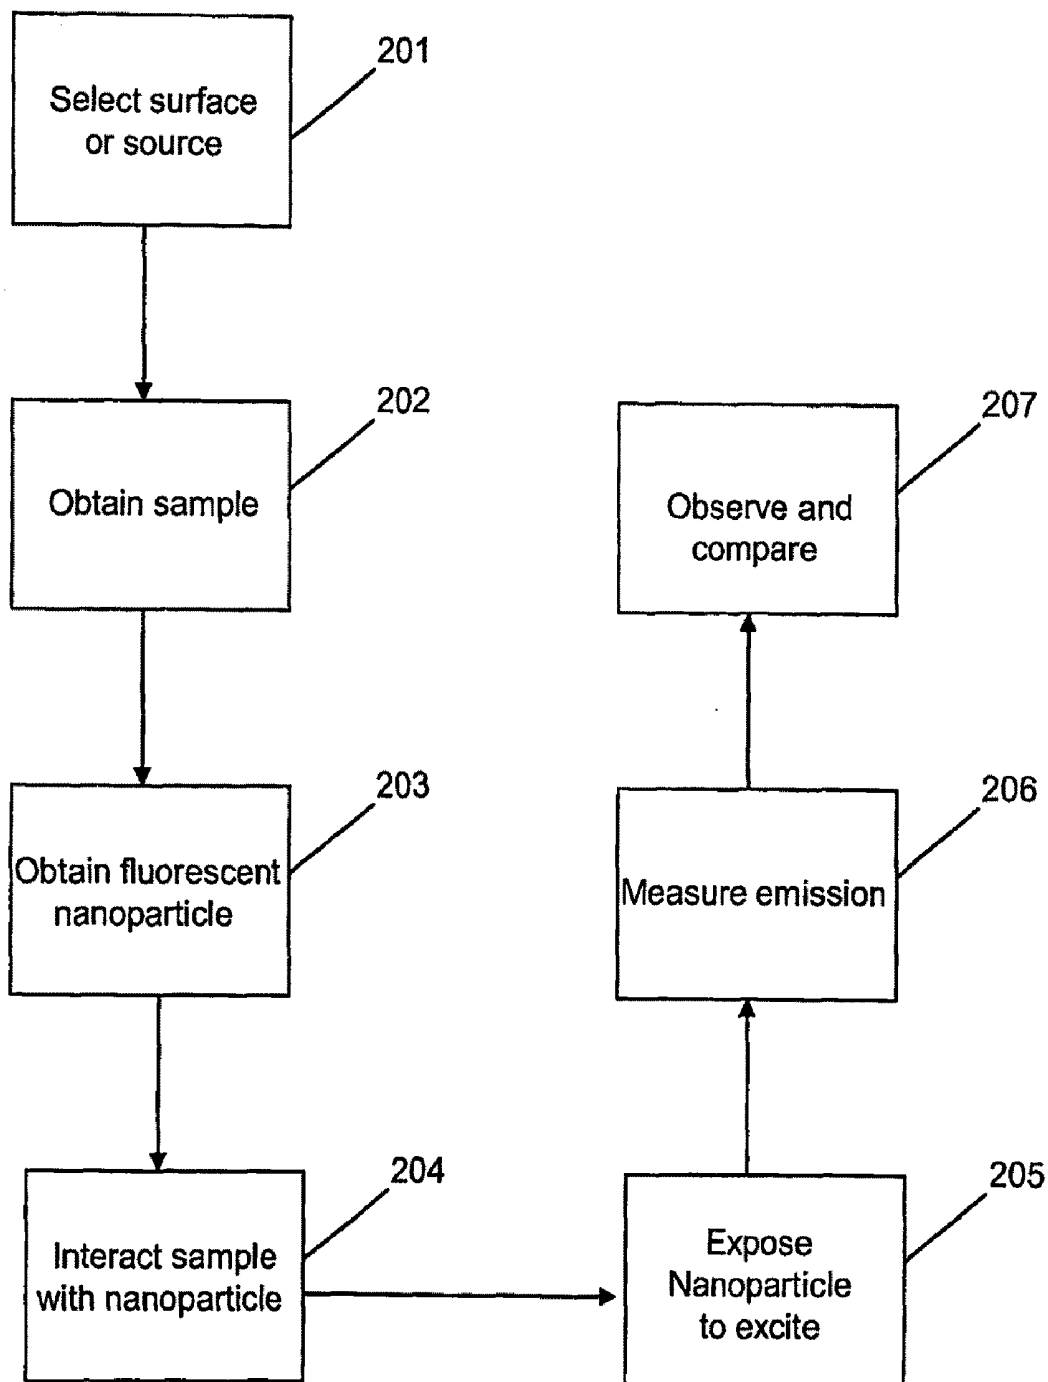 201
Select surface
or source
202
Obtain sample
203
Obtain fluorescent
nanoparticle
204
Interact sample
with nanoparticle
205
Expose
Nanoparticle
to excite
206
Measure emission
207
Observe and
compare